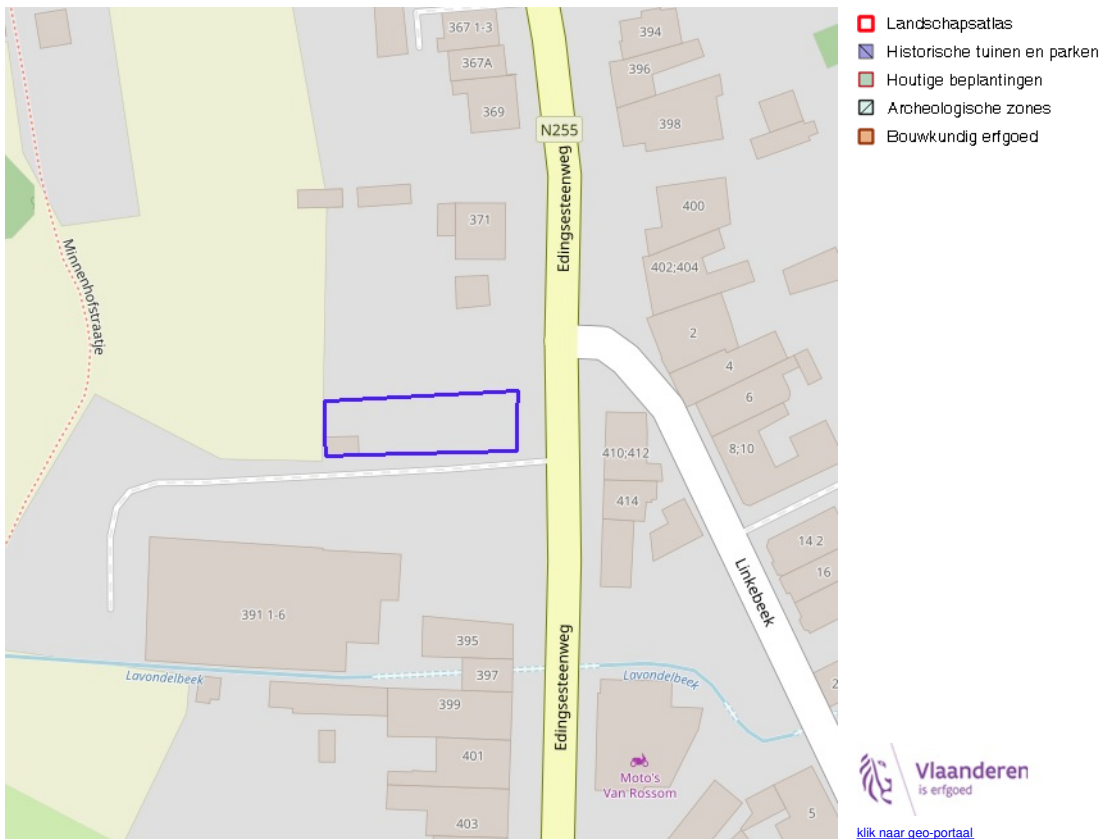 367 1-3
367A
369
N255
Edingsesteenweg
394
396
398
371
400
402;404
2
4
6
8;10
Minnenhofstraatje
410;412
414
14 2
16
Linkebeek
391 1-6
395
397
399
401
403
Lavondelbeek
Lavondelbeek
Edingsesteenweg
Moto's
Van Rossom
2
5
Landschapsatlas
Historische tuinen en parken
Houtige beplantingen
Archeologische zones
Bouwkundig erfgoed
Vlaanderen
is erfgoed
klik naar geo-portaal